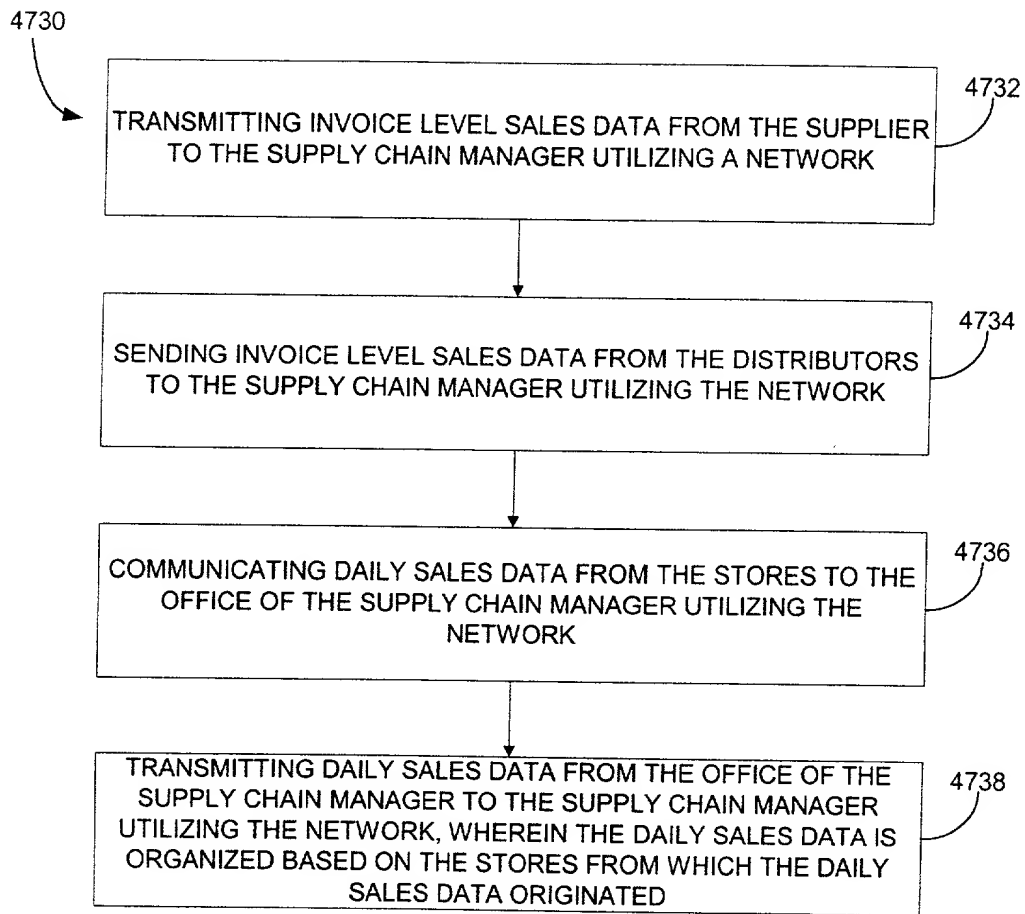 4730
4732
TRANSMITTING INVOICE LEVEL SALES DATA FROM THE SUPPLIER
TO THE SUPPLY CHAIN MANAGER UTILIZING A NETWORK
4734
SENDING INVOICE LEVEL SALES DATA FROM THE DISTRIBUTORS
TO THE SUPPLY CHAIN MANAGER UTILIZING THE NETWORK
4736
COMMUNICATING DAILY SALES DATA FROM THE STORES TO THE
OFFICE OF THE SUPPLY CHAIN MANAGER UTILIZING THE
NETWORK
4738
TRANSMITTING DAILY SALES DATA FROM THE OFFICE OF THE
SUPPLY CHAIN MANAGER TO THE SUPPLY CHAIN MANAGER
UTILIZING THE NETWORK, WHEREIN THE DAILY SALES DATA IS
ORGANIZED BASED ON THE STORES FROM WHICH THE DAILY
SALES DATA ORIGINATED